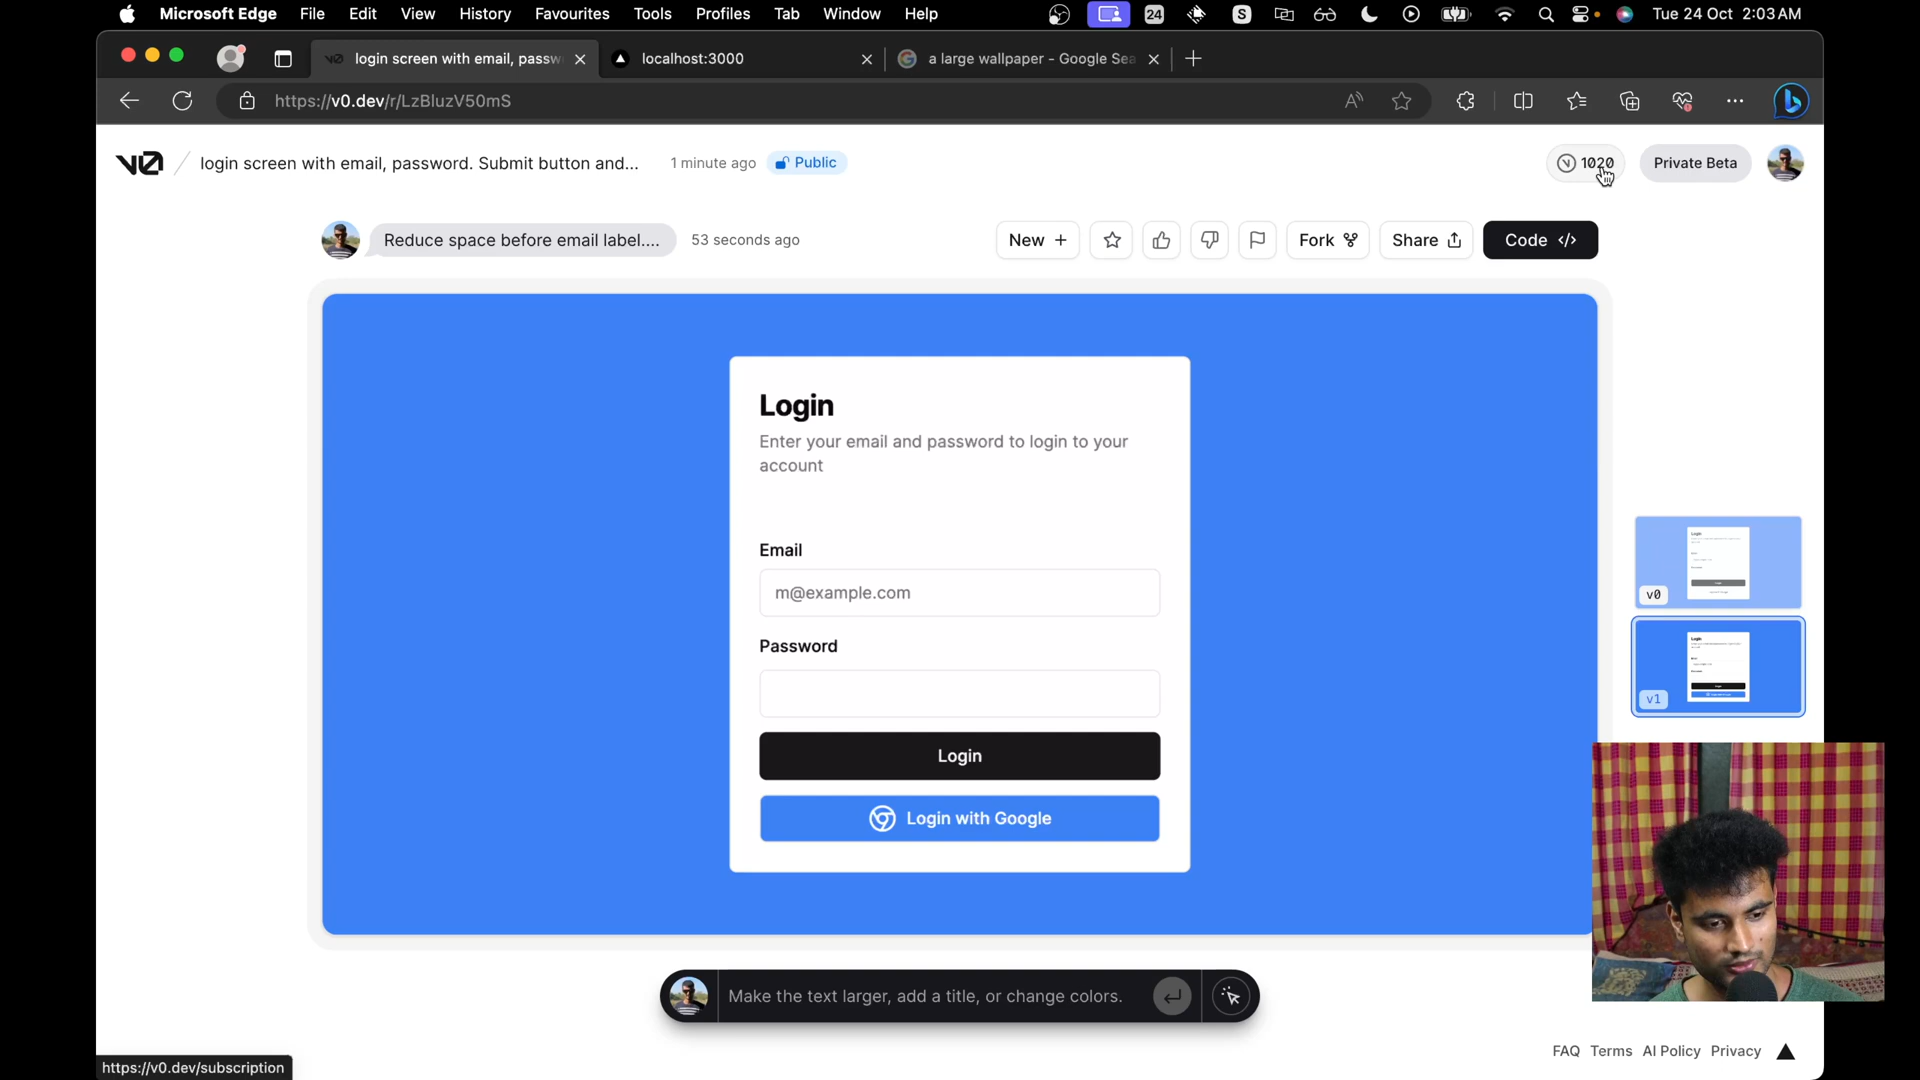 Microsoft Edge File Edit View History Favourites Tools Profiles Tab Window Help 24 S Tue 24 Oct 2:03 AM
login screen with email, passw localhost:3000 a large wallpaper - Google Sea
https://v0.dev/r/LzBluzV50mS
v0 / login screen with email, password. Submit button and... 1 minute ago Public 1020 Private Beta
Reduce space before email label.... 53 seconds ago New + Fork Share Code </>
Login
Enter your email and password to login to your
account
Email
m@example.com
Password
Login
Login with Google
v0
v1
Make the text larger, add a title, or change colors.
FAQ Terms AI Policy Privacy
https://v0.dev/subscription